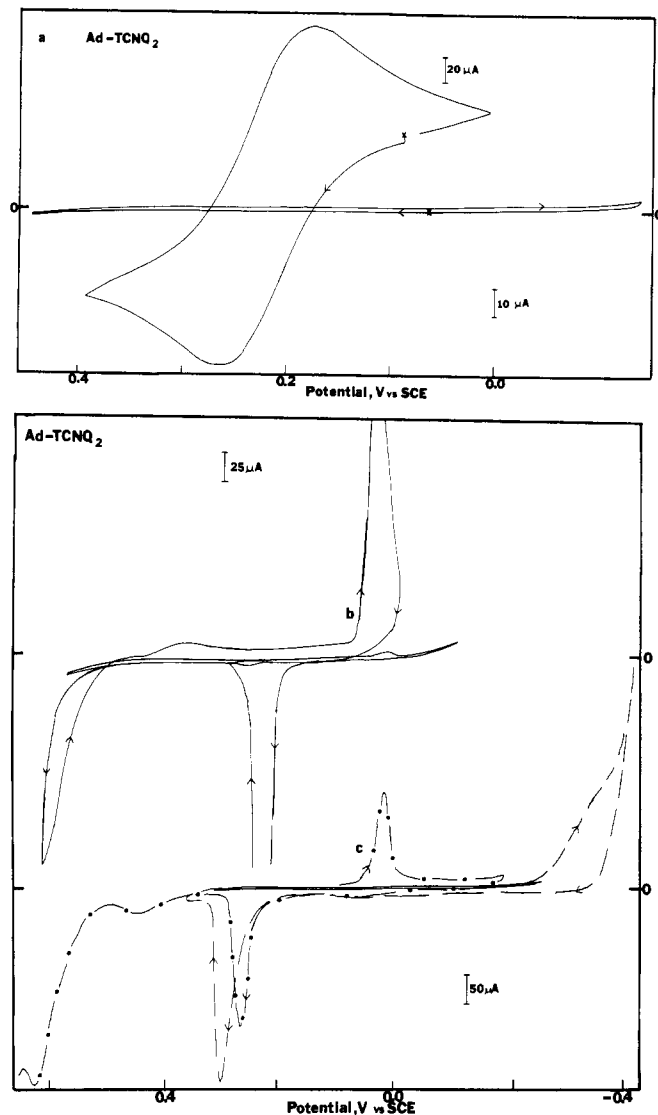 a Ad-TCNQ2
20 µA
x
0
x
0
10 µA
0.4 0.2 0.0
Potential, V vs SCE
Ad-TCNQ2
25µA
b
0
c
0
50µA
0.4 0.0 -0.4
Potential, V vs SCE